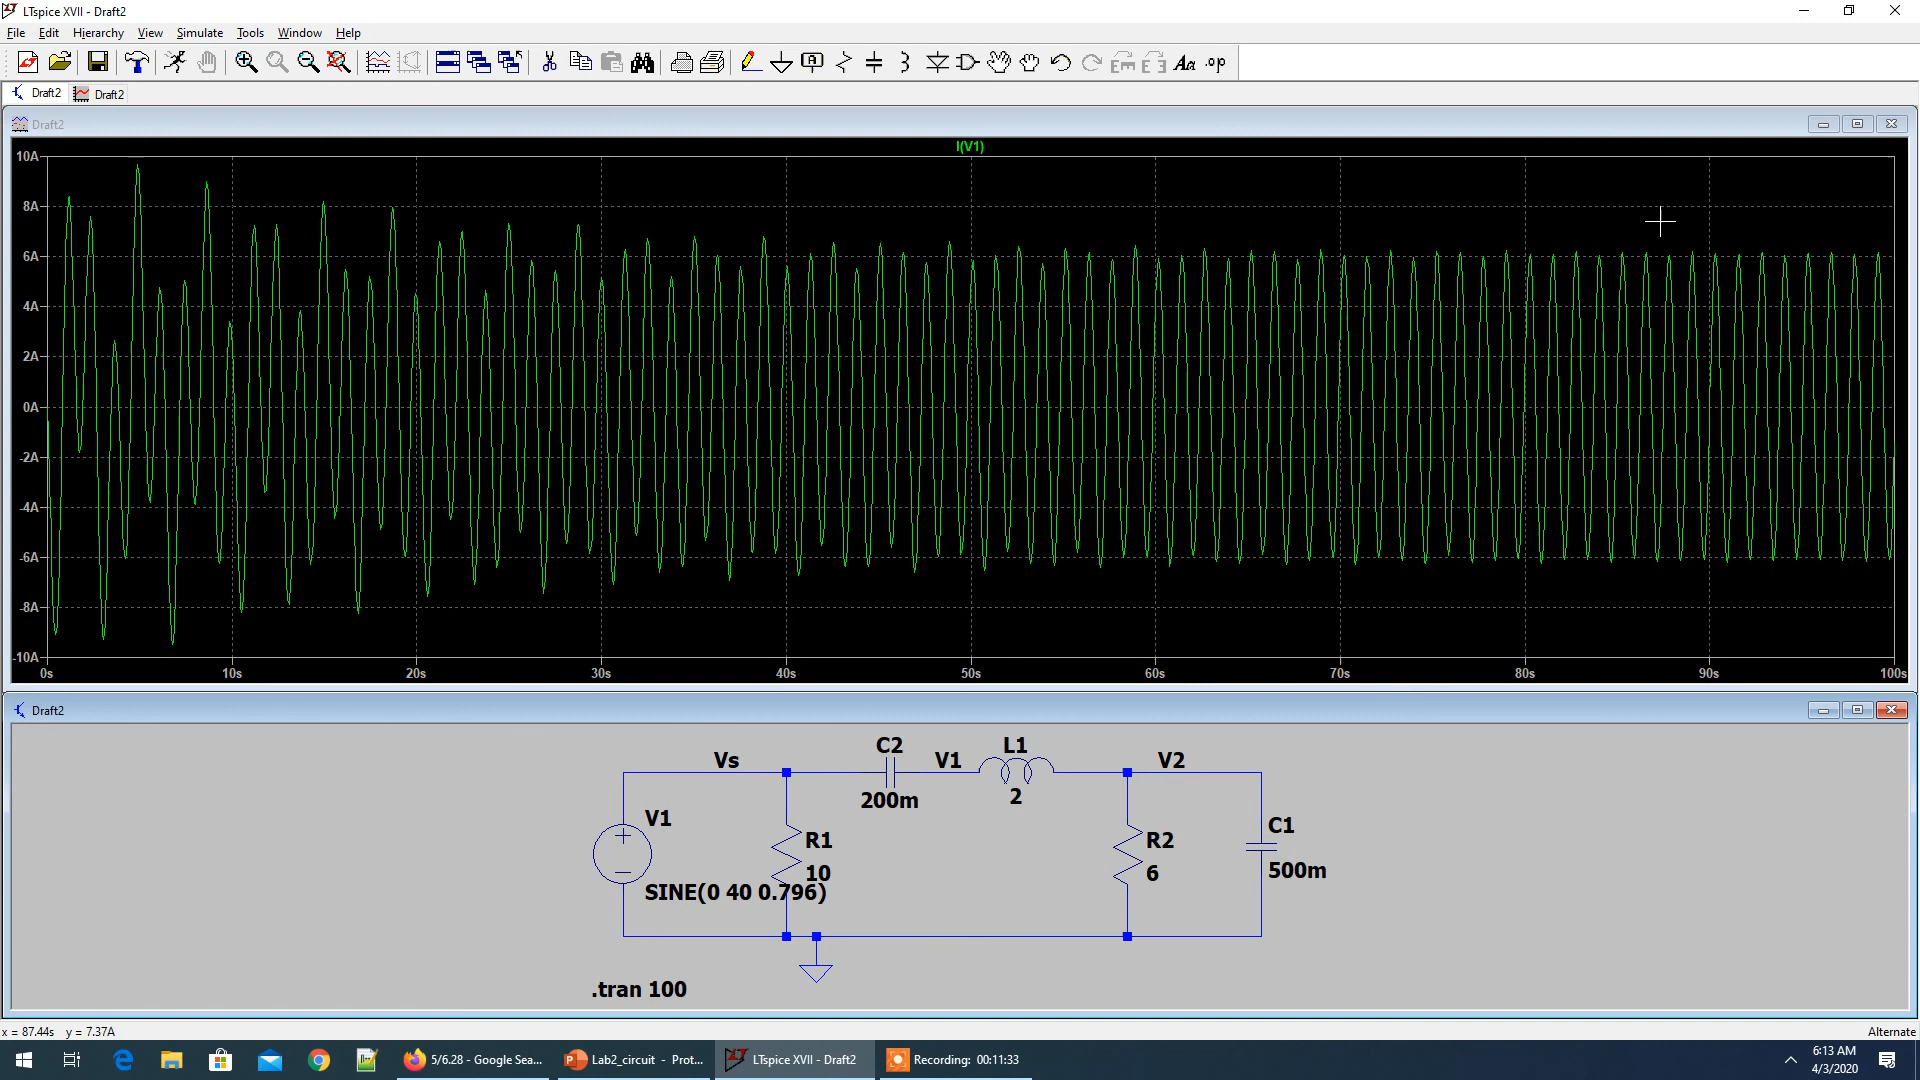 LTspice XVII - Draft2
File Edit Hierarchy View Simulate Tools Window Help
Draft2 Draft2
Draft2
I(V1)
10A
8A
6A
4A
2A
0A
-2A
-4A
-6A
-8A
-10A
0s 10s 20s 30s 40s 50s 60s 70s 80s 90s 100s
Draft2
C2 L1
Vs V1 V2
200m 2
V1 R1 R2 C1
10 6 500m
SINE(0 40 0.796)
.tran 100
x = 87.44s y = 7.37A Alternate
5/6.28 - Google Sea... Lab2_circuit - Prot... LTspice XVII - Draft2 Recording: 00:11:33 6:13 AM
4/3/2020